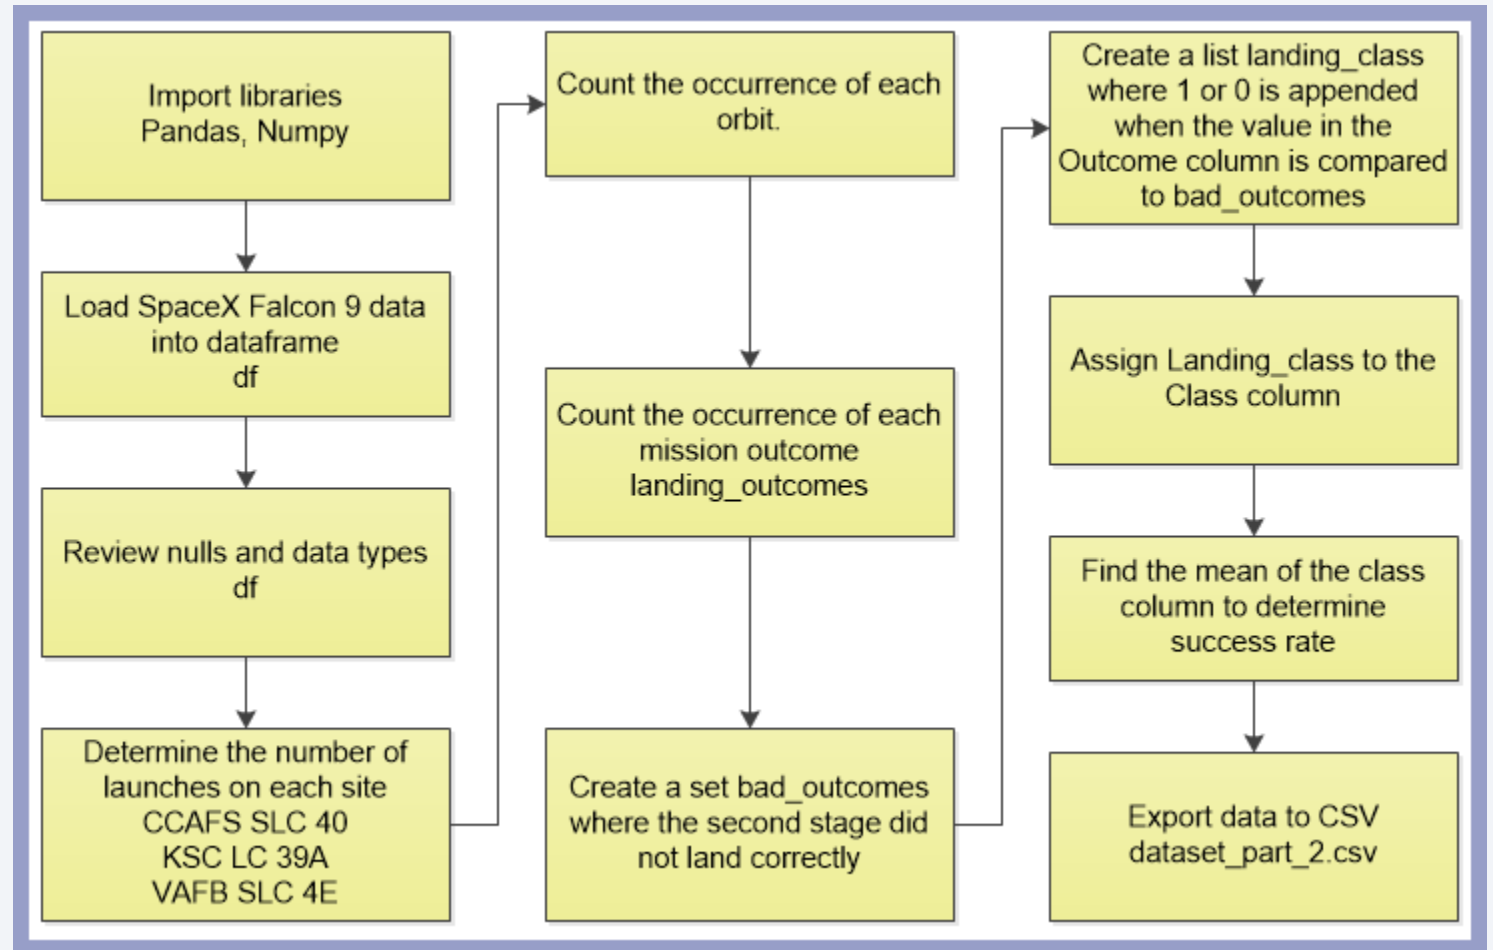 Import libraries
Pandas, Numpy
Load SpaceX Falcon 9 data
into dataframe
df
Review nulls and data types
df
Determine the number of
launches on each site
CCAFS SLC 40
KSC LC 39A
VAFB SLC 4E
Count the occurrence of each
orbit.
Count the occurrence of each
mission outcome
landing_outcomes
Create a set bad_outcomes
where the second stage did
not land correctly
Create a list landing_class
where 1 or 0 is appended
when the value in the
Outcome column is compared
to bad_outcomes
Assign Landing_class to the
Class column
Find the mean of the class
column to determine
success rate
Export data to CSV
dataset_part_2.csv